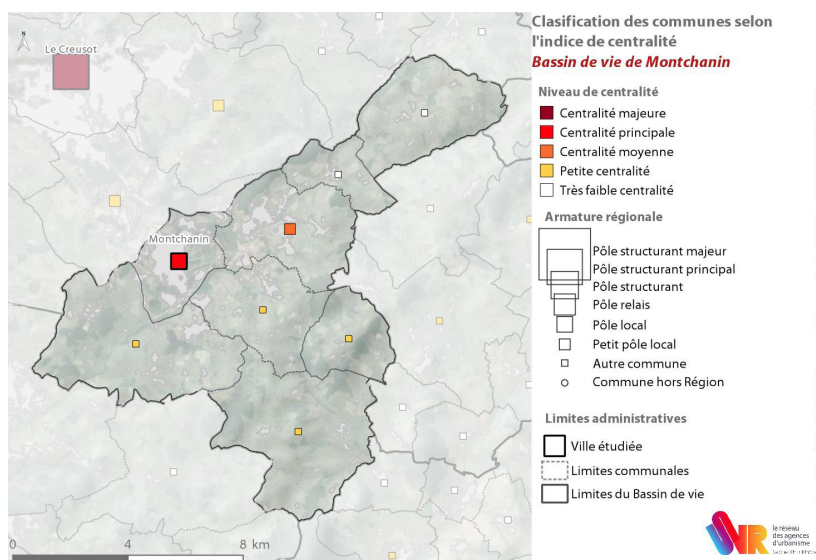 Clasification des communes selon
l'indice de centralité
Bassin de vie de Montchanin
N
Le Creusot
Montchanin
Niveau de centralité
Centralité majeure
Centralité principale
Centralité moyenne
Petite centralité
Très faible centralité
Armature régionale
Pôle structurant majeur
Pôle structurant principal
Pôle structurant
Pôle relais
Pôle local
Petit pôle local
Autre commune
Commune hors Région
Limites administratives
Ville étudiée
Limites communales
Limites du Bassin de vie
0 4 8 km
le réseau
des agences
d'urbanisme